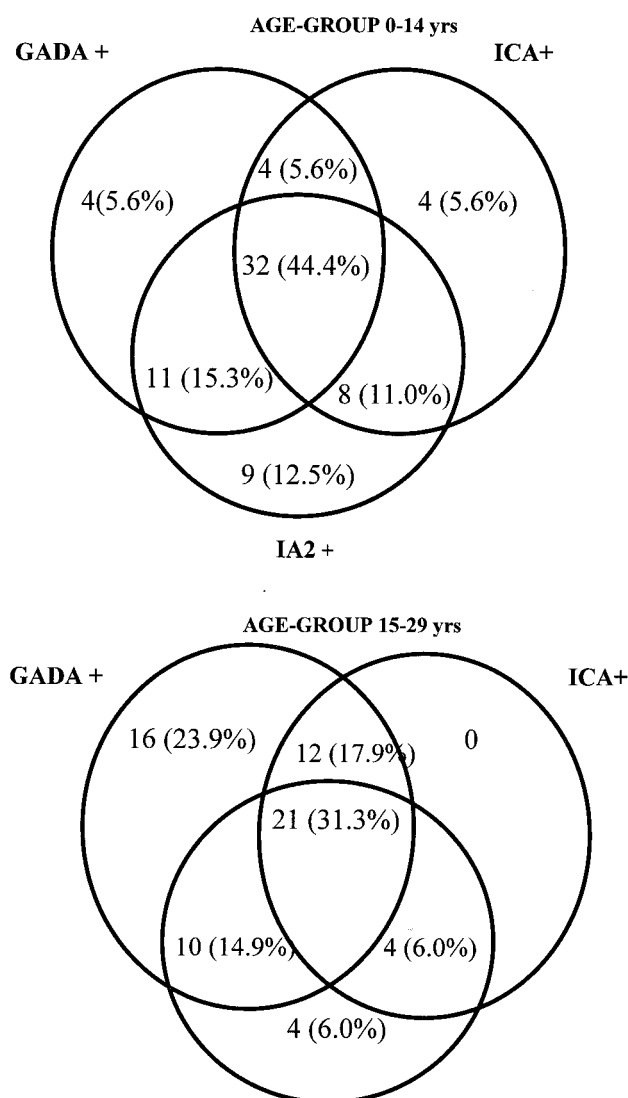 AGE-GROUP 0-14 yrs
GADA +
ICA+
4 (5.6%)
4(5.6%)
4 (5.6%)
32 (44.4%)
11 (15.3%)
8 (11.0%)
9 (12.5%)
IA2 +
AGE-GROUP 15-29 yrs
GADA +
ICA+
16 (23.9%)
12 (17.9%)
0
21 (31.3%)
10 (14.9%)
4 (6.0%)
4 (6.0%)